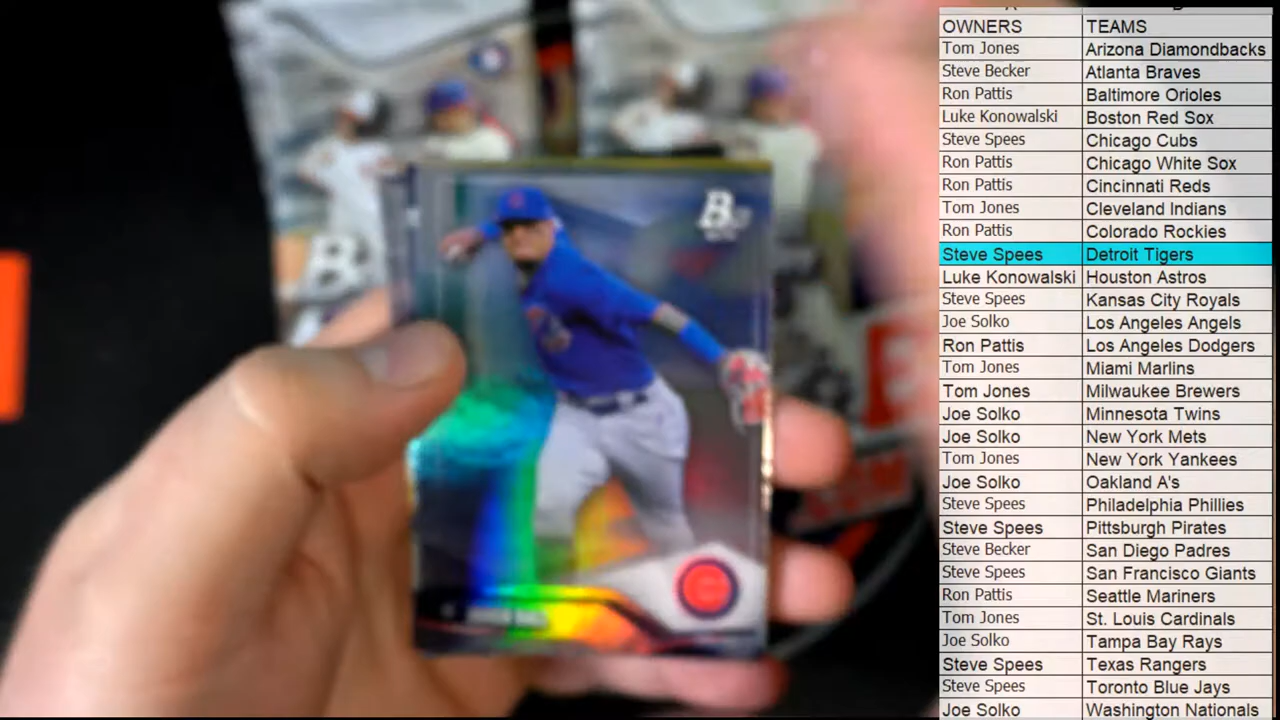 OWNERS TEAMS
Tom Jones Arizona Diamondbacks
Steve Becker Atlanta Braves
Ron Pattis Baltimore Orioles
Luke Konowalski Boston Red Sox
Steve Spees Chicago Cubs
Ron Pattis Chicago White Sox
Ron Pattis Cincinnati Reds
Tom Jones Cleveland Indians
Ron Pattis Colorado Rockies
Steve Spees Detroit Tigers
Luke Konowalski Houston Astros
Steve Spees Kansas City Royals
Joe Solko Los Angeles Angels
Ron Pattis Los Angeles Dodgers
Tom Jones Miami Marlins
Tom Jones Milwaukee Brewers
Joe Solko Minnesota Twins
Joe Solko New York Mets
Tom Jones New York Yankees
Joe Solko Oakland A's
Steve Spees Philadelphia Phillies
Steve Spees Pittsburgh Pirates
Steve Becker San Diego Padres
Steve Spees San Francisco Giants
Ron Pattis Seattle Mariners
Tom Jones St. Louis Cardinals
Joe Solko Tampa Bay Rays
Steve Spees Texas Rangers
Steve Spees Toronto Blue Jays
Joe Solko Washington Nationals
B
B
C